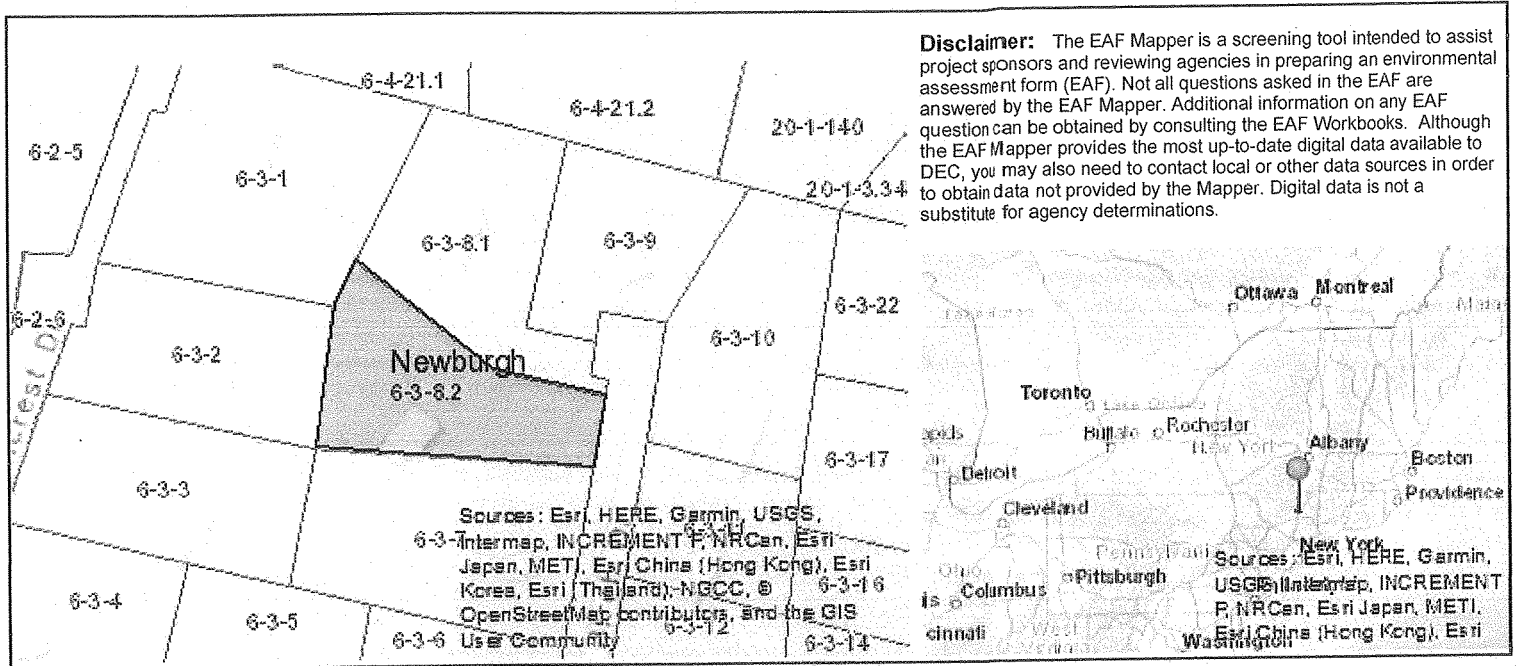 Disclaimer: The EAF Mapper is a screening tool intended to assist
project sponsors and reviewing agencies in preparing an environmental
assessment form (EAF). Not all questions asked in the EAF are
answered by the EAF Mapper. Additional information on any EAF
question can be obtained by consulting the EAF Workbooks. Although
the EAF Mapper provides the most up-to-date digital data available to
DEC, you may also need to contact local or other data sources in order
to obtain data not provided by the Mapper. Digital data is not a
substitute for agency determinations.
6-4-21.1
6-4-21.2
20-1-140
6-2-5
6-3-1
20-1-3.34
6-3-8.1
6-3-9
6-3-22
6-2-6
6-3-2
6-3-10
Newburgh
6-3-8.2
6-3-17
6-3-3
Sources: Esri, HERE, Garmin, USGS,
Intermap, INCREMENT P, NRCan, Esri
Japan, METI, Esri China (Hong Kong), Esri
Korea, Esri (Thailand), NGCC, ©
OpenStreetMap contributors, and the GIS
User Community
6-3-16
6-3-4
6-3-5
6-3-6
6-3-12
6-3-14
Ottawa
Montreal
Toronto
Buffalo
Rochester
New York
Albany
Boston
Detroit
Providence
Cleveland
New York
Pittsburgh
Ohio
Columbus
cinnati
West
Washington
Sources: Esri, HERE, Garmin,
USGS, Intermap, INCREMENT
P, NRCan, Esri Japan, METI,
Esri China (Hong Kong), Esri